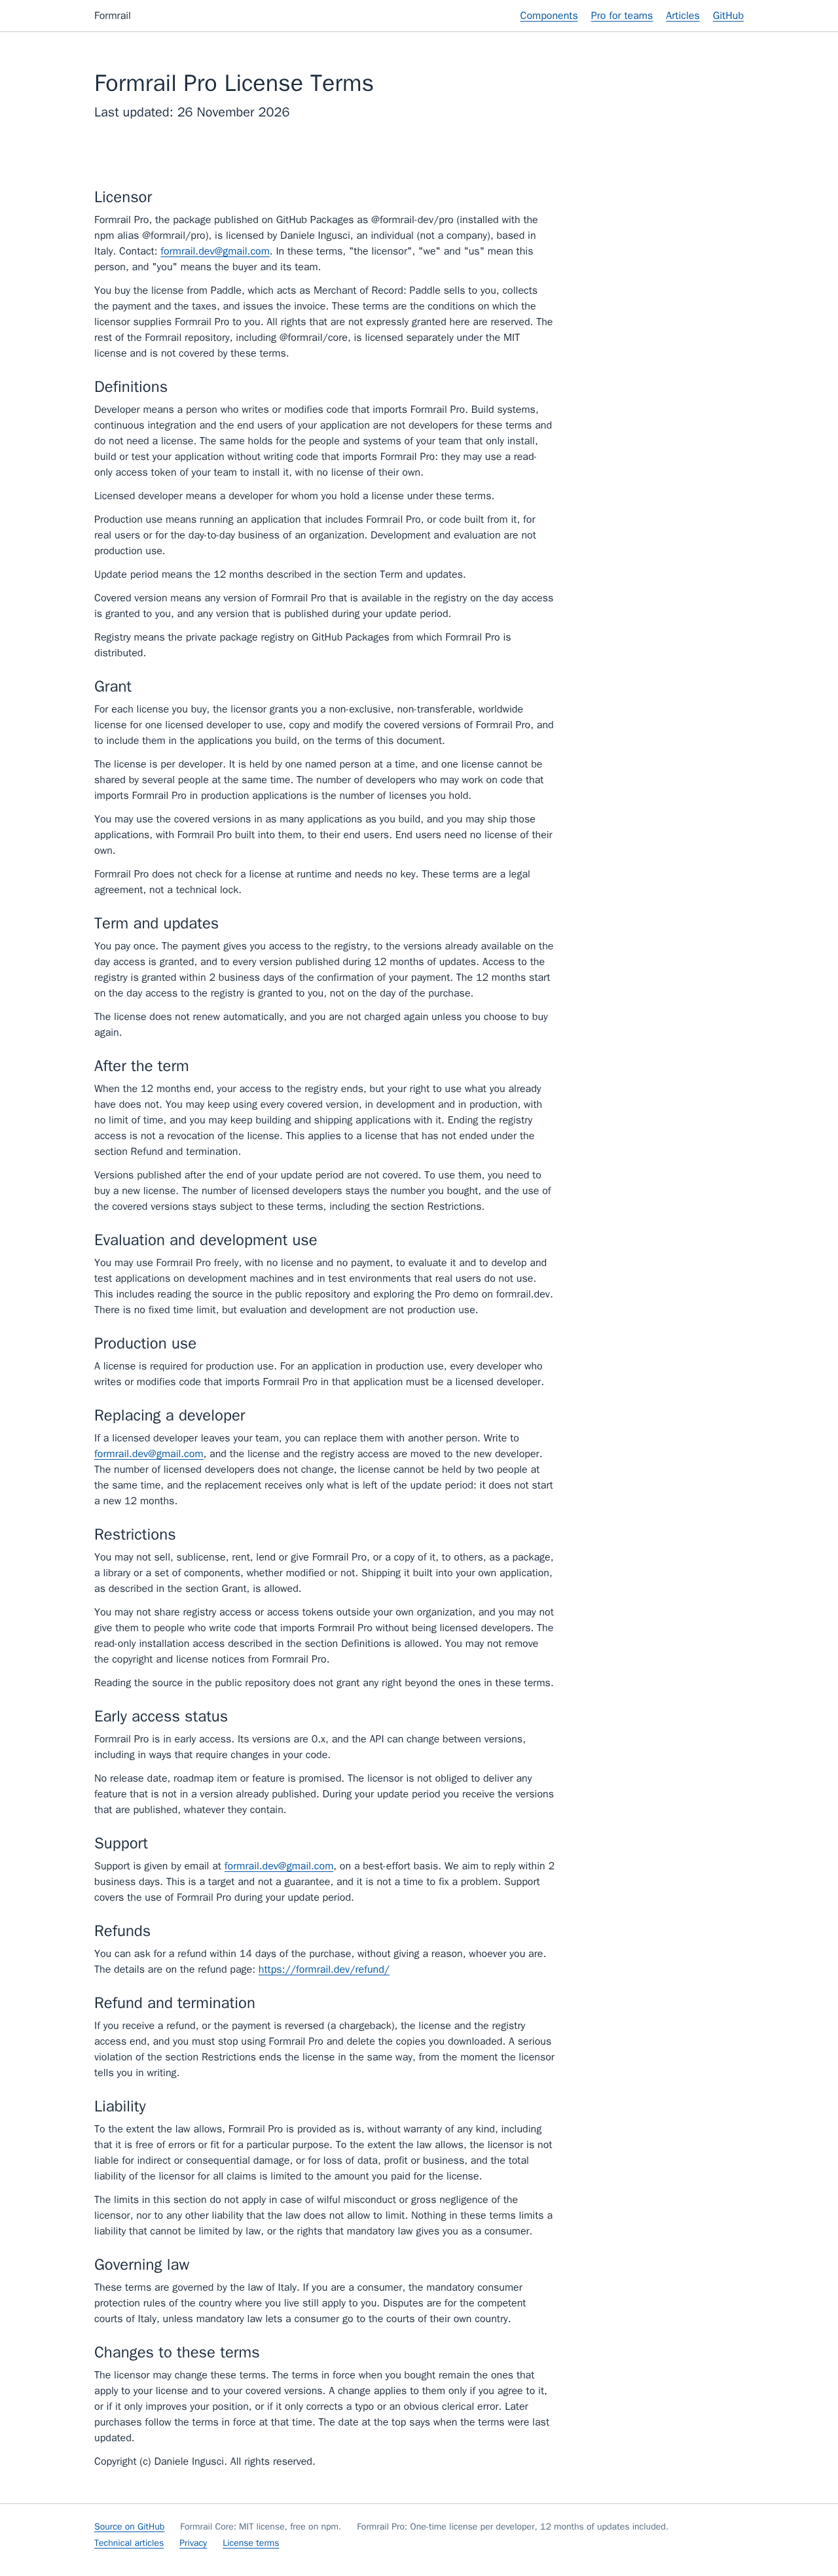 Formrail
Components Pro for teams Articles GitHub
Formrail Pro License Terms
Last updated: 26 November 2026
Licensor
Formrail Pro, the package published on GitHub Packages as @formrail-dev/pro (installed with the
npm alias @formrail/pro), is licensed by Daniele Ingusci, an individual (not a company), based in
Italy. Contact: formrail.dev@gmail.com. In these terms, "the licensor", "we" and "us" mean this
person, and "you" means the buyer and its team.
You buy the license from Paddle, which acts as Merchant of Record: Paddle sells to you, collects
the payment and the taxes, and issues the invoice. These terms are the conditions on which the
licensor supplies Formrail Pro to you. All rights that are not expressly granted here are reserved. The
rest of the Formrail repository, including @formrail/core, is licensed separately under the MIT
license and is not covered by these terms.
Definitions
Developer means a person who writes or modifies code that imports Formrail Pro. Build systems,
continuous integration and the end users of your application are not developers for these terms and
do not need a license. The same holds for the people and systems of your team that only install,
build or test your application without writing code that imports Formrail Pro: they may use a read-
only access token of your team to install it, with no license of their own.
Licensed developer means a developer for whom you hold a license under these terms.
Production use means running an application that includes Formrail Pro, or code built from it, for
real users or for the day-to-day business of an organization. Development and evaluation are not
production use.
Update period means the 12 months described in the section Term and updates.
Covered version means any version of Formrail Pro that is available in the registry on the day access
is granted to you, and any version that is published during your update period.
Registry means the private package registry on GitHub Packages from which Formrail Pro is
distributed.
Grant
For each license you buy, the licensor grants you a non-exclusive, non-transferable, worldwide
license for one licensed developer to use, copy and modify the covered versions of Formrail Pro, and
to include them in the applications you build, on the terms of this document.
The license is per developer. It is held by one named person at a time, and one license cannot be
shared by several people at the same time. The number of developers who may work on code that
imports Formrail Pro in production applications is the number of licenses you hold.
You may use the covered versions in as many applications as you build, and you may ship those
applications, with Formrail Pro built into them, to their end users. End users need no license of their
own.
Formrail Pro does not check for a license at runtime and needs no key. These terms are a legal
agreement, not a technical lock.
Term and updates
You pay once. The payment gives you access to the registry, to the versions already available on the
day access is granted, and to every version published during 12 months of updates. Access to the
registry is granted within 2 business days of the confirmation of your payment. The 12 months start
on the day access to the registry is granted to you, not on the day of the purchase.
The license does not renew automatically, and you are not charged again unless you choose to buy
again.
After the term
When the 12 months end, your access to the registry ends, but your right to use what you already
have does not. You may keep using every covered version, in development and in production, with
no limit of time, and you may keep building and shipping applications with it. Ending the registry
access is not a revocation of the license. This applies to a license that has not ended under the
section Refund and termination.
Versions published after the end of your update period are not covered. To use them, you need to
buy a new license. The number of licensed developers stays the number you bought, and the use of
the covered versions stays subject to these terms, including the section Restrictions.
Evaluation and development use
You may use Formrail Pro freely, with no license and no payment, to evaluate it and to develop and
test applications on development machines and in test environments that real users do not use.
This includes reading the source in the public repository and exploring the Pro demo on formrail.dev.
There is no fixed time limit, but evaluation and development are not production use.
Production use
A license is required for production use. For an application in production use, every developer who
writes or modifies code that imports Formrail Pro in that application must be a licensed developer.
Replacing a developer
If a licensed developer leaves your team, you can replace them with another person. Write to
formrail.dev@gmail.com, and the license and the registry access are moved to the new developer.
The number of licensed developers does not change, the license cannot be held by two people at
the same time, and the replacement receives only what is left of the update period: it does not start
a new 12 months.
Restrictions
You may not sell, sublicense, rent, lend or give Formrail Pro, or a copy of it, to others, as a package,
a library or a set of components, whether modified or not. Shipping it built into your own application,
as described in the section Grant, is allowed.
You may not share registry access or access tokens outside your own organization, and you may not
give them to people who write code that imports Formrail Pro without being licensed developers. The
read-only installation access described in the section Definitions is allowed. You may not remove
the copyright and license notices from Formrail Pro.
Reading the source in the public repository does not grant any right beyond the ones in these terms.
Early access status
Formrail Pro is in early access. Its versions are 0.x, and the API can change between versions,
including in ways that require changes in your code.
No release date, roadmap item or feature is promised. The licensor is not obliged to deliver any
feature that is not in a version already published. During your update period you receive the versions
that are published, whatever they contain.
Support
Support is given by email at formrail.dev@gmail.com, on a best-effort basis. We aim to reply within 2
business days. This is a target and not a guarantee, and it is not a time to fix a problem. Support
covers the use of Formrail Pro during your update period.
Refunds
You can ask for a refund within 14 days of the purchase, without giving a reason, whoever you are.
The details are on the refund page: https://formrail.dev/refund/
Refund and termination
If you receive a refund, or the payment is reversed (a chargeback), the license and the registry
access end, and you must stop using Formrail Pro and delete the copies you downloaded. A serious
violation of the section Restrictions ends the license in the same way, from the moment the licensor
tells you in writing.
Liability
To the extent the law allows, Formrail Pro is provided as is, without warranty of any kind, including
that it is free of errors or fit for a particular purpose. To the extent the law allows, the licensor is not
liable for indirect or consequential damage, or for loss of data, profit or business, and the total
liability of the licensor for all claims is limited to the amount you paid for the license.
The limits in this section do not apply in case of wilful misconduct or gross negligence of the
licensor, nor to any other liability that the law does not allow to limit. Nothing in these terms limits a
liability that cannot be limited by law, or the rights that mandatory law gives you as a consumer.
Governing law
These terms are governed by the law of Italy. If you are a consumer, the mandatory consumer
protection rules of the country where you live still apply to you. Disputes are for the competent
courts of Italy, unless mandatory law lets a consumer go to the courts of their own country.
Changes to these terms
The licensor may change these terms. The terms in force when you bought remain the ones that
apply to your license and to your covered versions. A change applies to them only if you agree to it,
or if it only improves your position, or if it only corrects a typo or an obvious clerical error. Later
purchases follow the terms in force at that time. The date at the top says when the terms were last
updated.
Copyright (c) Daniele Ingusci. All rights reserved.
Source on GitHub Formrail Core: MIT license, free on npm. Formrail Pro: One-time license per developer, 12 months of updates included.
Technical articles Privacy License terms